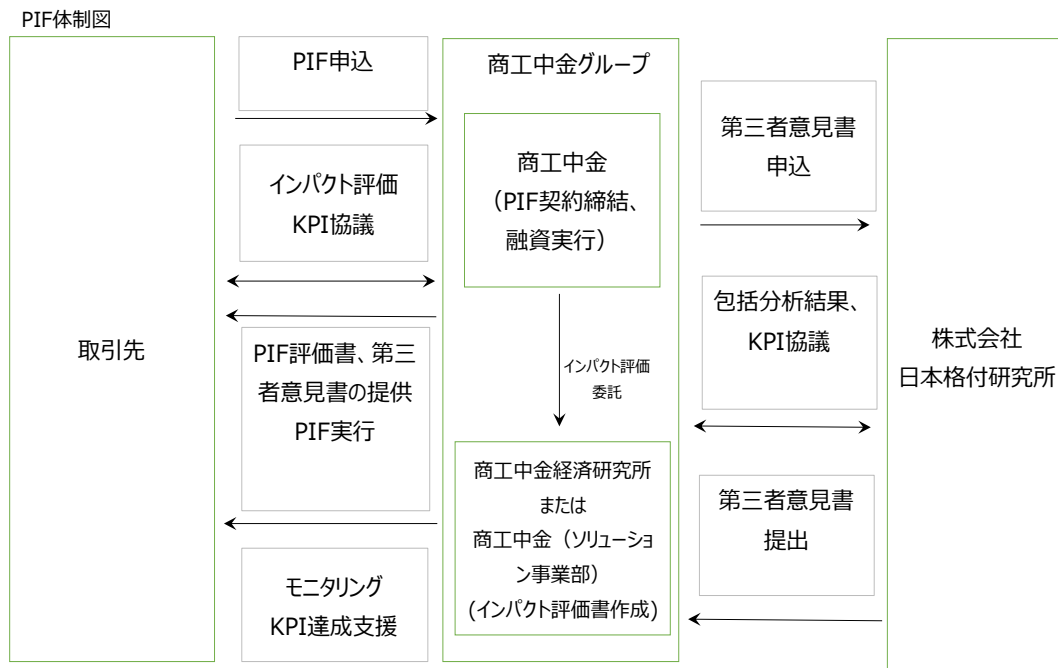 PIF体制図
PIF申込
インパクト評価
KPI協議
取引先
PIF評価書、第三
者意見書の提供
PIF実行
モニタリング
KPI達成支援
商工中金グループ
商工中金
（PIF契約締結、
融資実行）
インパクト評価
委託
商工中金経済研究所
または
商工中金（ソリューショ
ン事業部）
(インパクト評価書作成)
第三者意見書
申込
包括分析結果、
KPI協議
第三者意見書
提出
株式会社
日本格付研究所